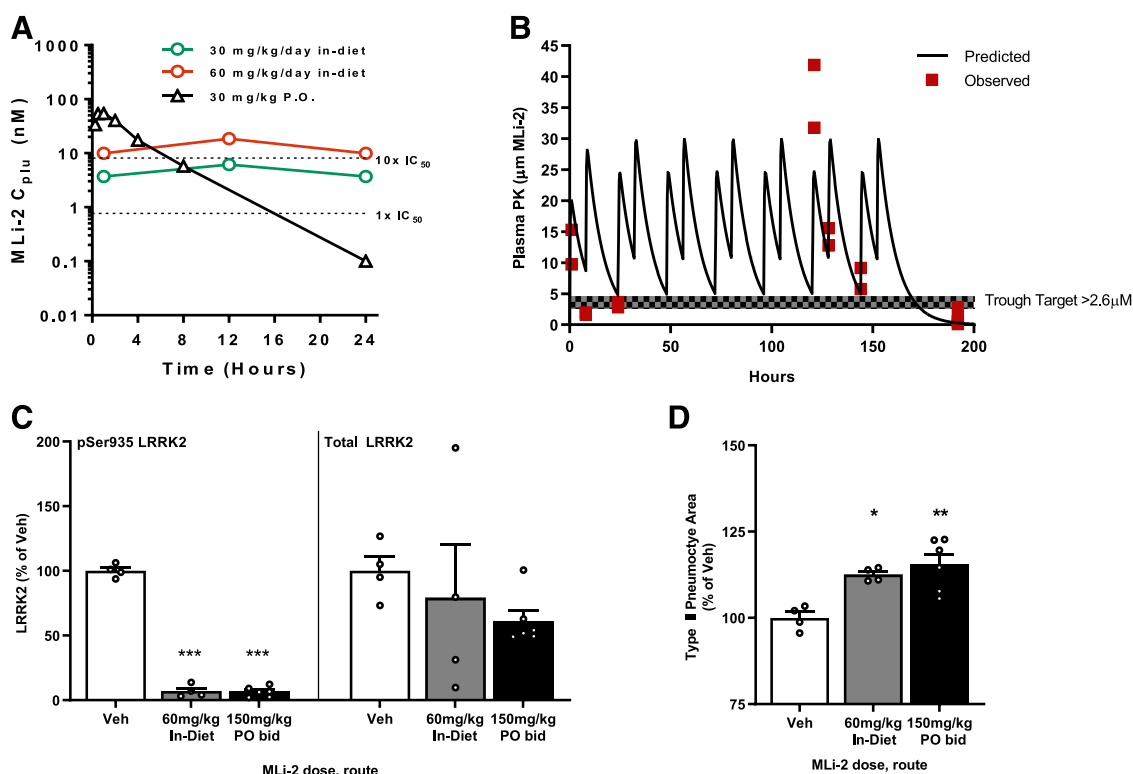 A
30 mg/kg/day in-diet
60 mg/kg/day in-diet
30 mg/kg P.O.
MLi-2 Cplu (nM)
1000
100
10
1
0.1
0.01
10x IC50
1x IC50
0 4 8 12 16 20 24
Time (Hours)
B
Predicted
Observed
Plasma PK (μm MLi-2)
45
40
35
30
25
20
15
10
5
0
Trough Target >2.6μM
0 50 100 150 200
Hours
C
pSer935 LRRK2
Total LRRK2
LRRK2 (% of Veh)
200
150
100
50
0
*** ***
Veh 60mg/kg In-Diet 150mg/kg PO bid Veh 60mg/kg In-Diet 150mg/kg PO bid
MLi-2 dose, route
D
Type II Pneumoctye Area
(% of Veh)
150
125
100
75
* **
Veh 60mg/kg In-Diet 150mg/kg PO bid
MLi-2 dose, route